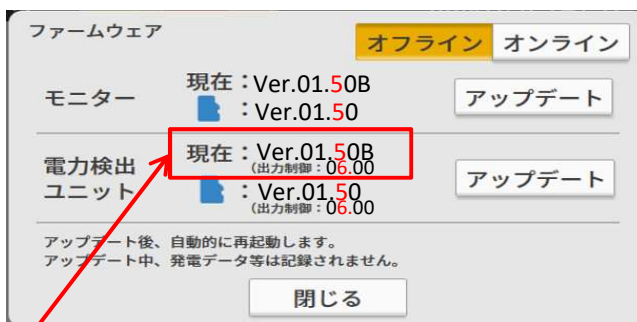 ファームウェア
オフライン オンライン
モニター
現在：Ver.01.50B
：Ver.01.50
アップデート
電力検出
ユニット
現在：Ver.01.50B
(出力制御：06.00
：Ver.01.50
(出力制御：06.00
アップデート
アップデート後、自動的に再起動します。
アップデート中、発電データ等は記録されません。
閉じる